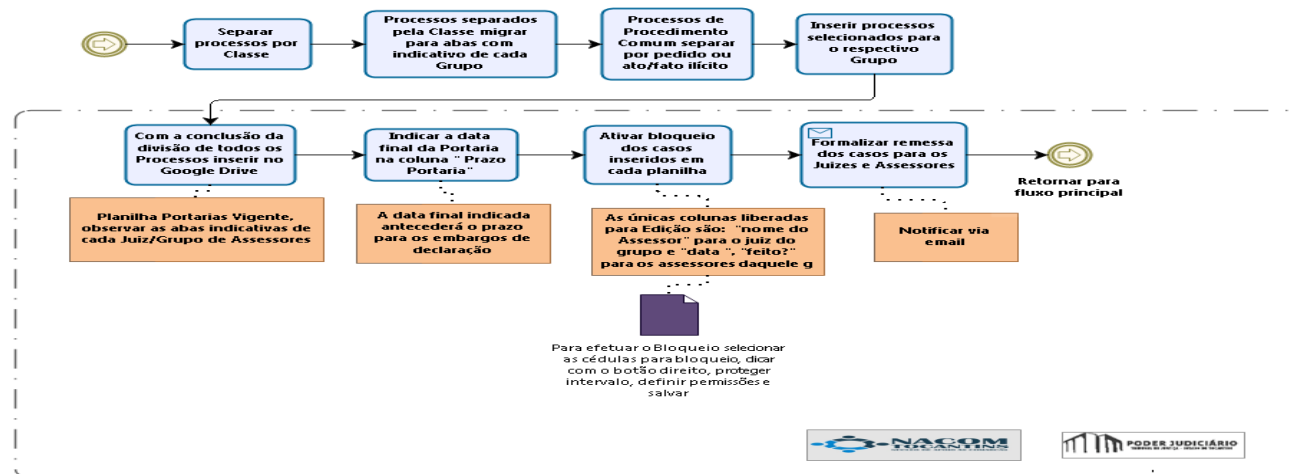 Separar
processos por
Classe
Processos separados
pela Classe migrar
para abas com
indicativo de cada
Grupo
Processos de
Procedimento
Comum separar
por pedido ou
ato/fato ilícito
Inserir processos
selecionados para
o respectivo
Grupo
Com a conclusão da
divisão de todos os
Processos inserir no
Google Drive
Indicar a data
final da Portaria
na coluna " Prazo
Portaria"
Ativar bloqueio
dos casos
inseridos em
cada planilha
Formalizar remessa
dos casos para os
Juizes e Assessores
Retornar para
fluxo principal
Planilha Portarias Vigente,
observar as abas indicativas de
cada Juiz/Grupo de Assessores
A data final indicada
antecederá o prazo
para os embargos de
declaração
As únicas colunas liberadas
para Edição são: "nome do
Assessor" para o juiz do
grupo e "data ", "feito?"
para os assessores daquele g
Notificar via
email
Para efetuar o Bloqueio selecionar
as cédulas para bloqueio, dicar
com o botão direito, proteger
intervalo, definir permissões e
salvar
NACOM
TOCANTINS
PODER JUDICIÁRIO